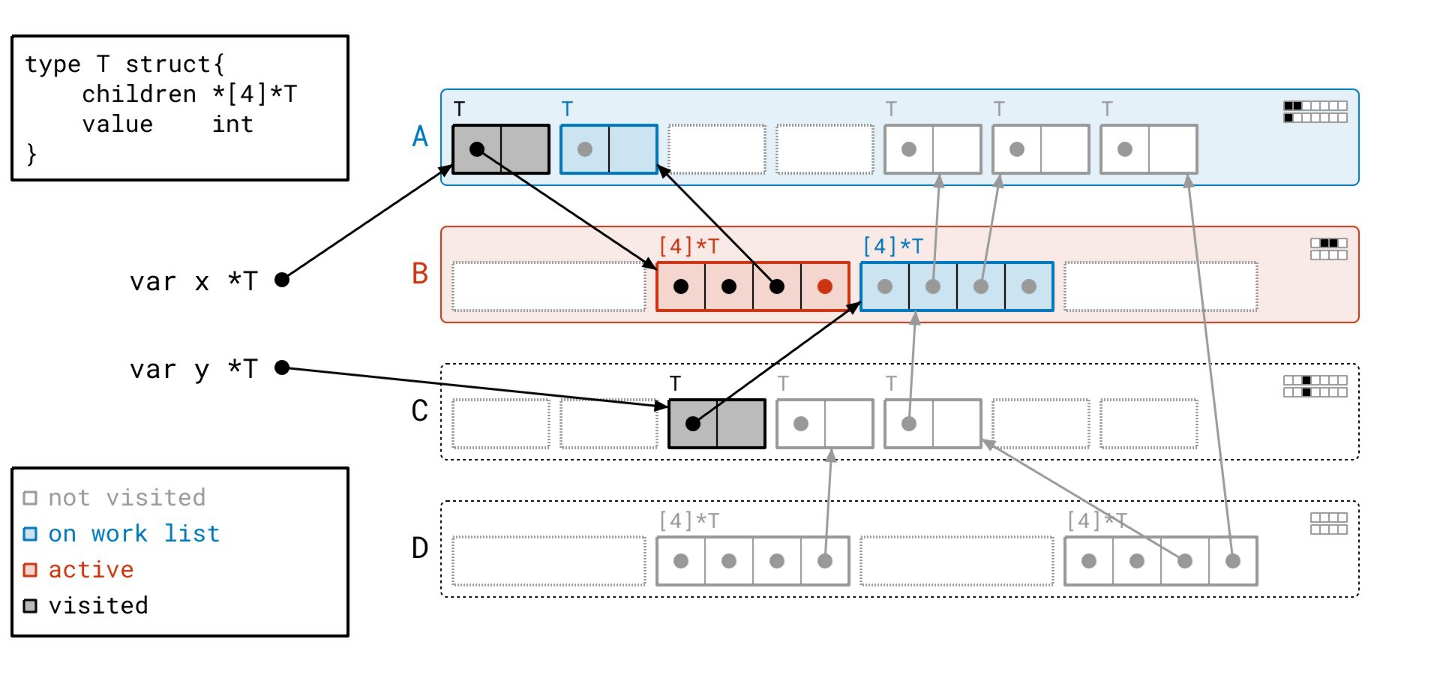 type T struct{
    children *[4]*T
    value    int
}
var x *T
var y *T
not visited
on work list
active
visited
A
T T T T T
B
[4]*T [4]*T
C
T T T
D
[4]*T [4]*T